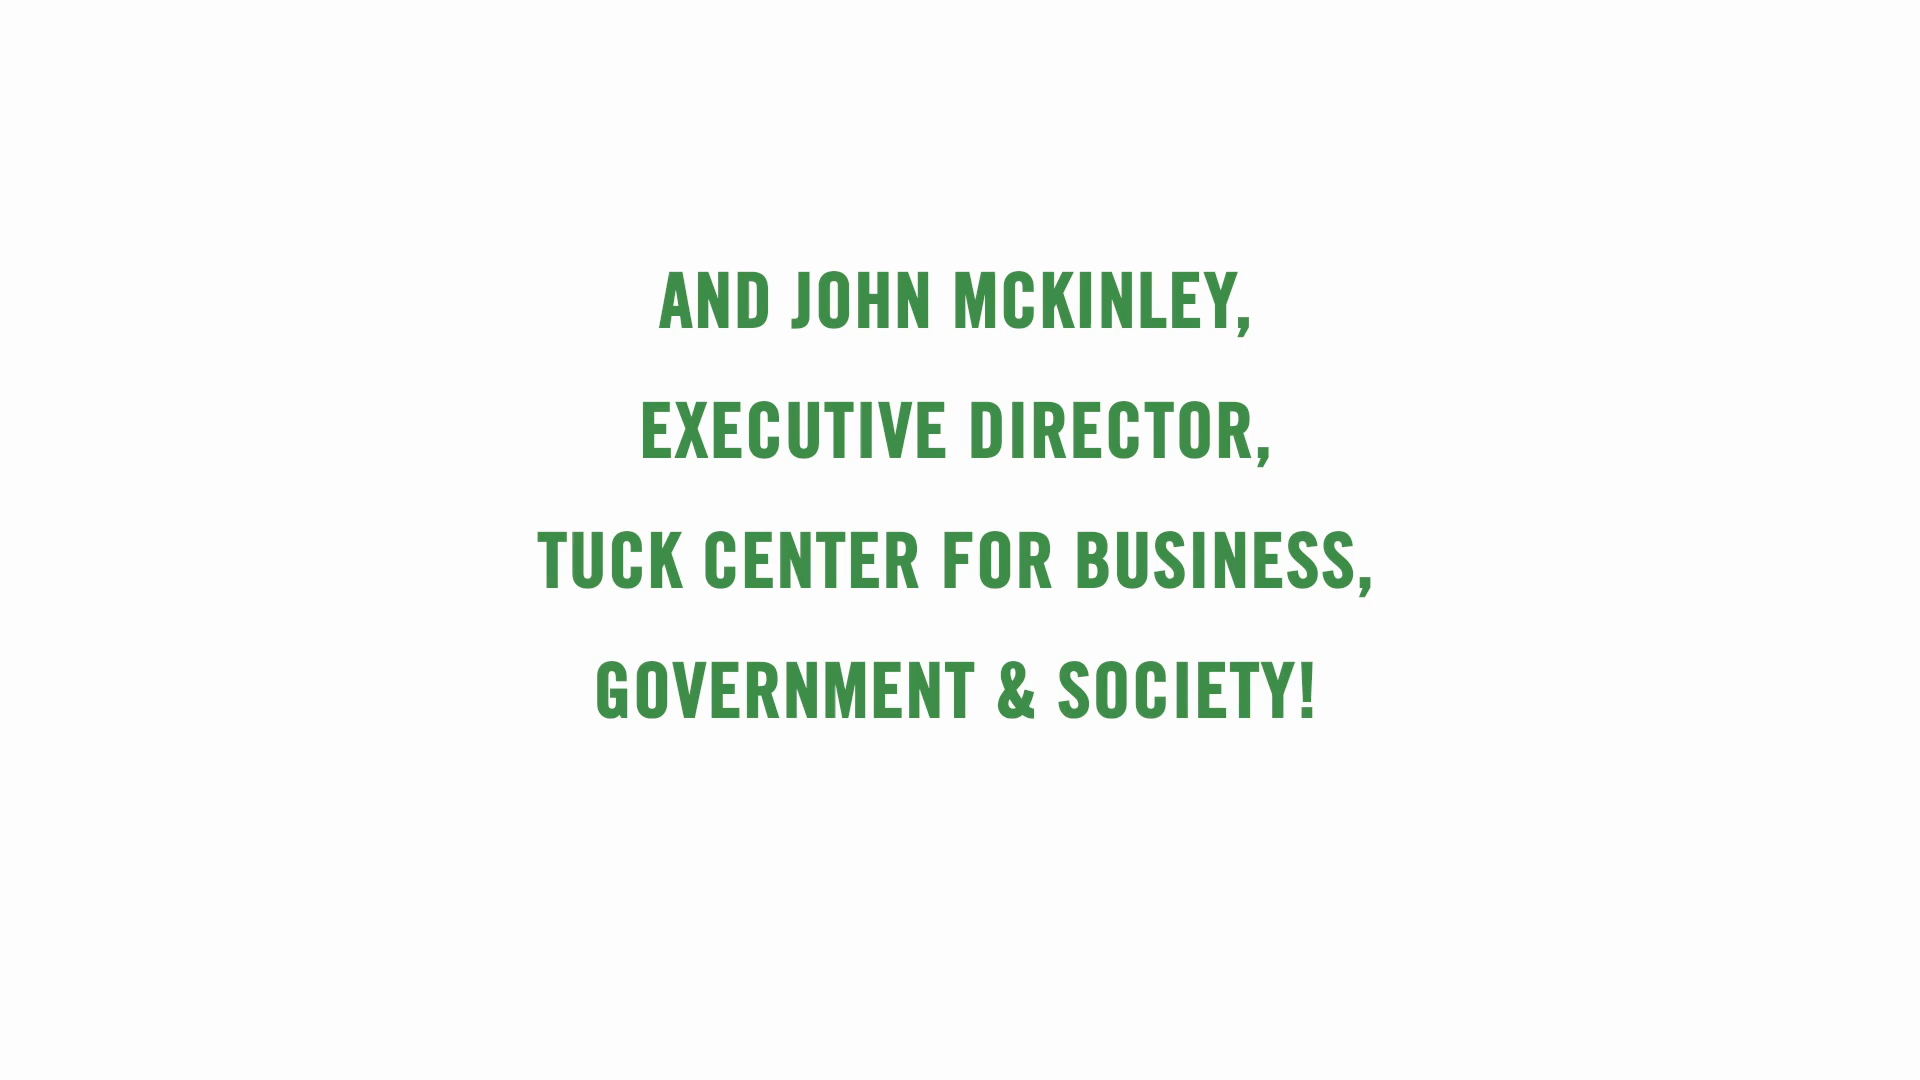 AND JOHN MCKINLEY,
EXECUTIVE DIRECTOR,
TUCK CENTER FOR BUSINESS,
GOVERNMENT & SOCIETY!